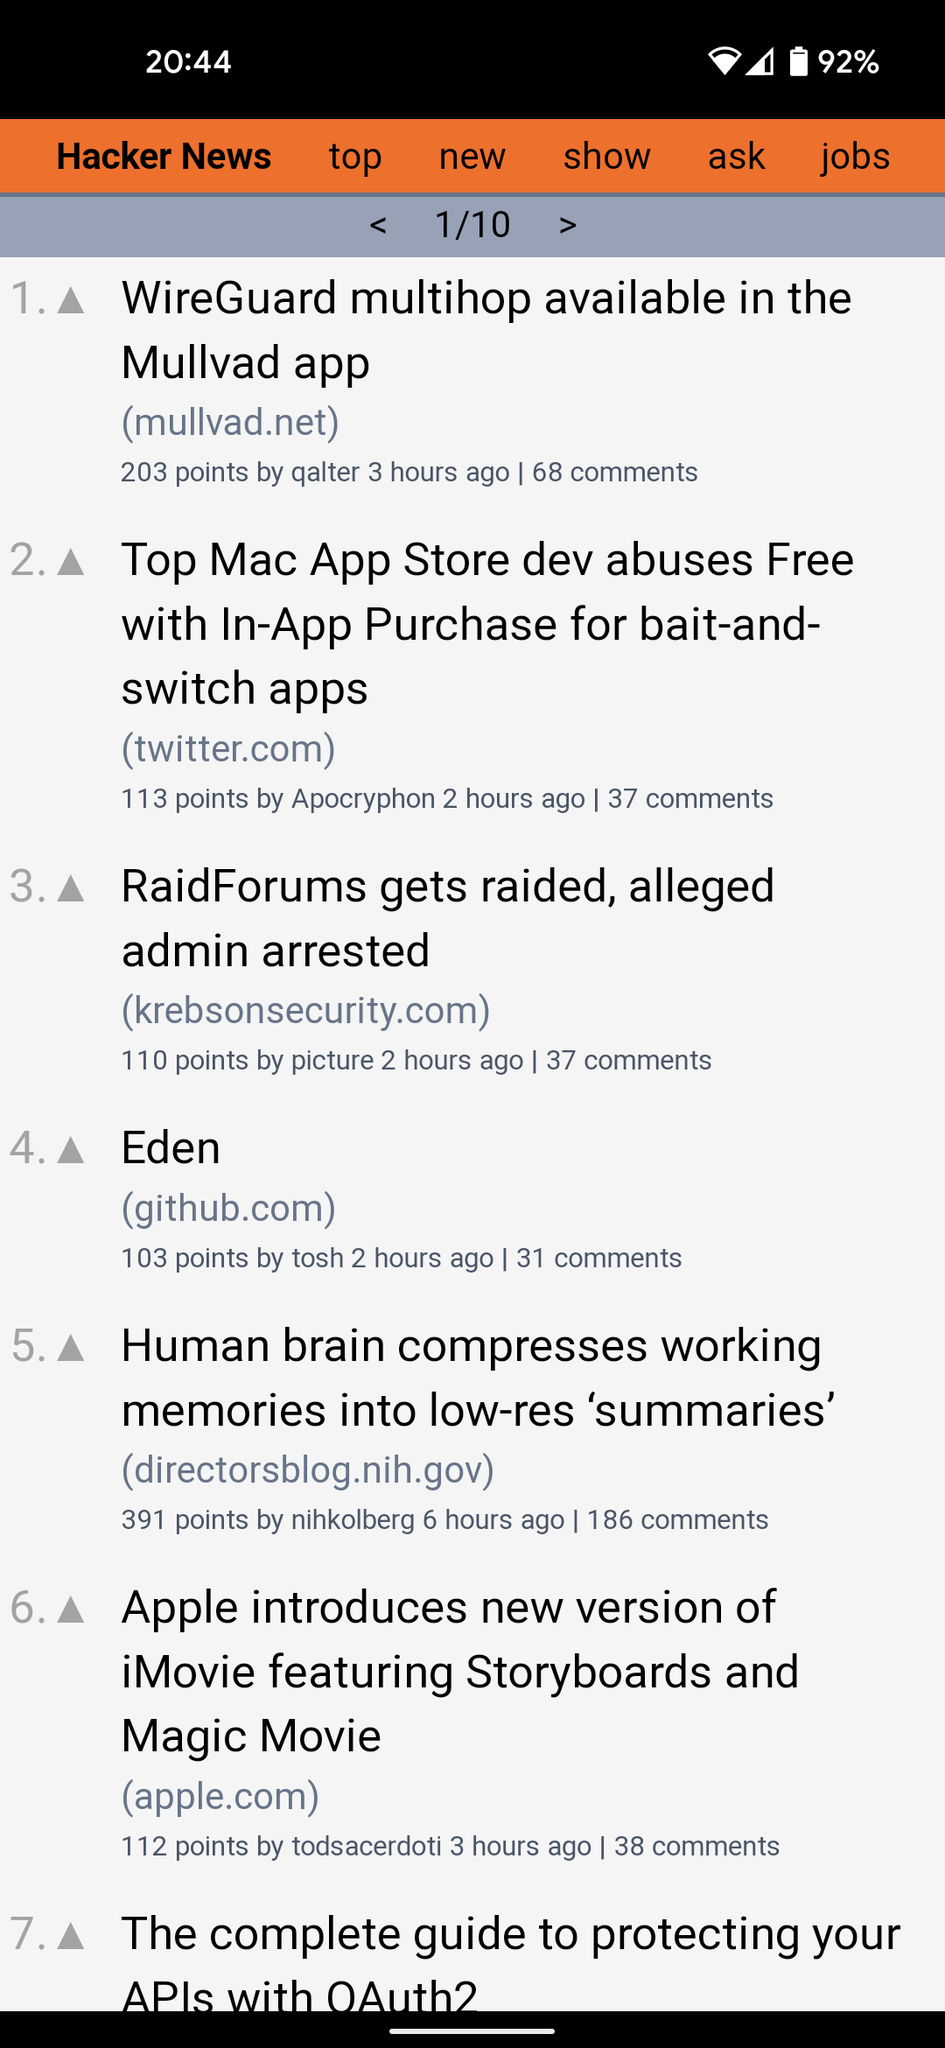 20:44 92%
Hacker News top new show ask jobs
< 1/10 >
1. ▲ WireGuard multihop available in the
Mullvad app
(mullvad.net)
203 points by qalter 3 hours ago | 68 comments
2. ▲ Top Mac App Store dev abuses Free
with In-App Purchase for bait-and-
switch apps
(twitter.com)
113 points by Apocryphon 2 hours ago | 37 comments
3. ▲ RaidForums gets raided, alleged
admin arrested
(krebsonsecurity.com)
110 points by picture 2 hours ago | 37 comments
4. ▲ Eden
(github.com)
103 points by tosh 2 hours ago | 31 comments
5. ▲ Human brain compresses working
memories into low-res ‘summaries’
(directorsblog.nih.gov)
391 points by nihkolberg 6 hours ago | 186 comments
6. ▲ Apple introduces new version of
iMovie featuring Storyboards and
Magic Movie
(apple.com)
112 points by todsacerdoti 3 hours ago | 38 comments
7. ▲ The complete guide to protecting your
APIs with OAuth2